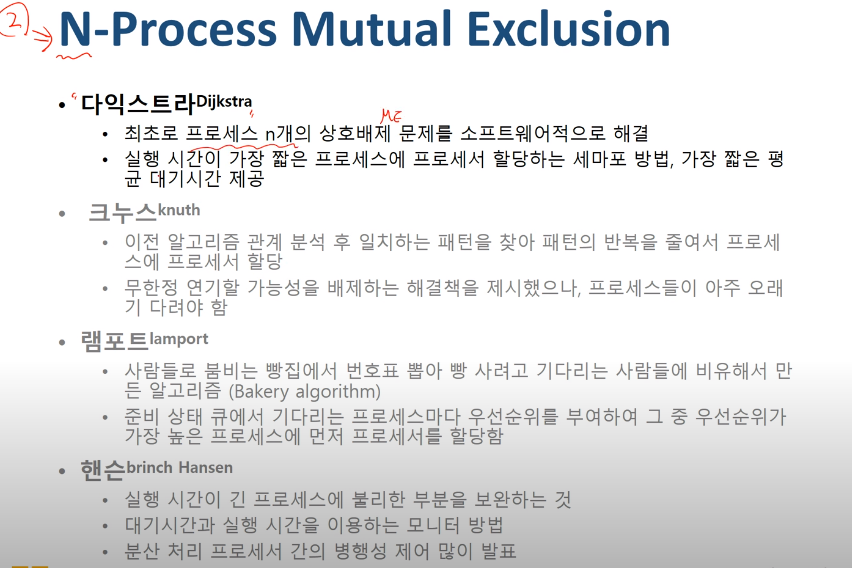 2
N-Process Mutual Exclusion
• 다익스트라Dijkstra
ME
• 최초로 프로세스 n개의 상호배제 문제를 소프트웨어적으로 해결
• 실행 시간이 가장 짧은 프로세스에 프로세서 할당하는 세마포 방법, 가장 짧은 평
균 대기시간 제공
• 크누스knuth
• 이전 알고리즘 관계 분석 후 일치하는 패턴을 찾아 패턴의 반복을 줄여서 프로세
스에 프로세서 할당
• 무한정 연기할 가능성을 배제하는 해결책을 제시했으나, 프로세스들이 아주 오래
기 다려야 함
• 램포트lamport
• 사람들로 붐비는 빵집에서 번호표 뽑아 빵 사려고 기다리는 사람들에 비유해서 만
든 알고리즘 (Bakery algorithm)
• 준비 상태 큐에서 기다리는 프로세스마다 우선순위를 부여하여 그 중 우선순위가
가장 높은 프로세스에 먼저 프로세서를 할당함
• 핸슨brinch Hansen
• 실행 시간이 긴 프로세스에 불리한 부분을 보완하는 것
• 대기시간과 실행 시간을 이용하는 모니터 방법
• 분산 처리 프로세서 간의 병행성 제어 많이 발표